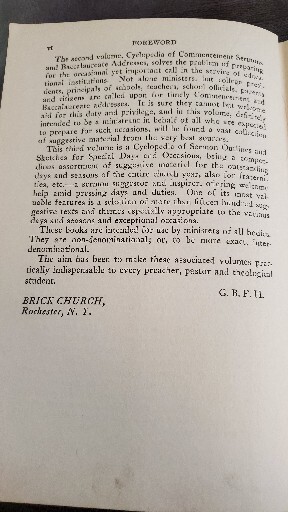 vi FOREWORD
The second volume, Cyclopedia of Commencement Sermons
and Baccalaureate Addresses, solves the problem of preparing
for the occasional yet important call in the service of educa-
tional institutions. Not alone ministers, but college presi-
dents, principals of schools, teachers, school officials, parents
and citizens are called upon for timely Commencement and
Baccalaureate addresses. It is sure they cannot but welcome
aid for this duty and privilege, and in this volume, definitely
intended to be a ministrant in behalf of all who are expected
to prepare for such occasions, will be found a vast collection
of suggestive material from the very best sources.
This third volume is a Cyclopedia of Sermon Outlines and
Sketches for Special Days and Occasions, being a compen-
dious assortment of suggestive material for the outstanding
days and seasons of the entire church year, also for fraterni-
ties, etc.—a sermon suggestor and inspirer, offering welcome
help amid pressing days and duties. One of its most val-
uable features is a selection of more than fifteen hundred sug-
gestive texts and themes especially appropriate to the various
days and seasons and exceptional occasions.
These books are intended for use by ministers of all bodies.
They are non-denominational; or, to be more exact, inter-
denominational.
The aim has been to make these associated volumes prac-
tically indispensable to every preacher, pastor and theological
student.
G. B. F. H.
BRICK CHURCH,
Rochester, N. Y.